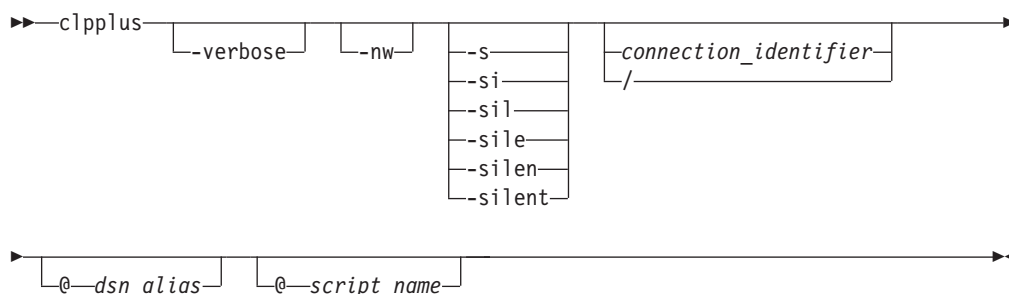 clpplus
-verbose
-nw
-s
-si
-sil
-sile
-silen
-silent
connection_identifier
/
@ dsn_alias
@ script_name